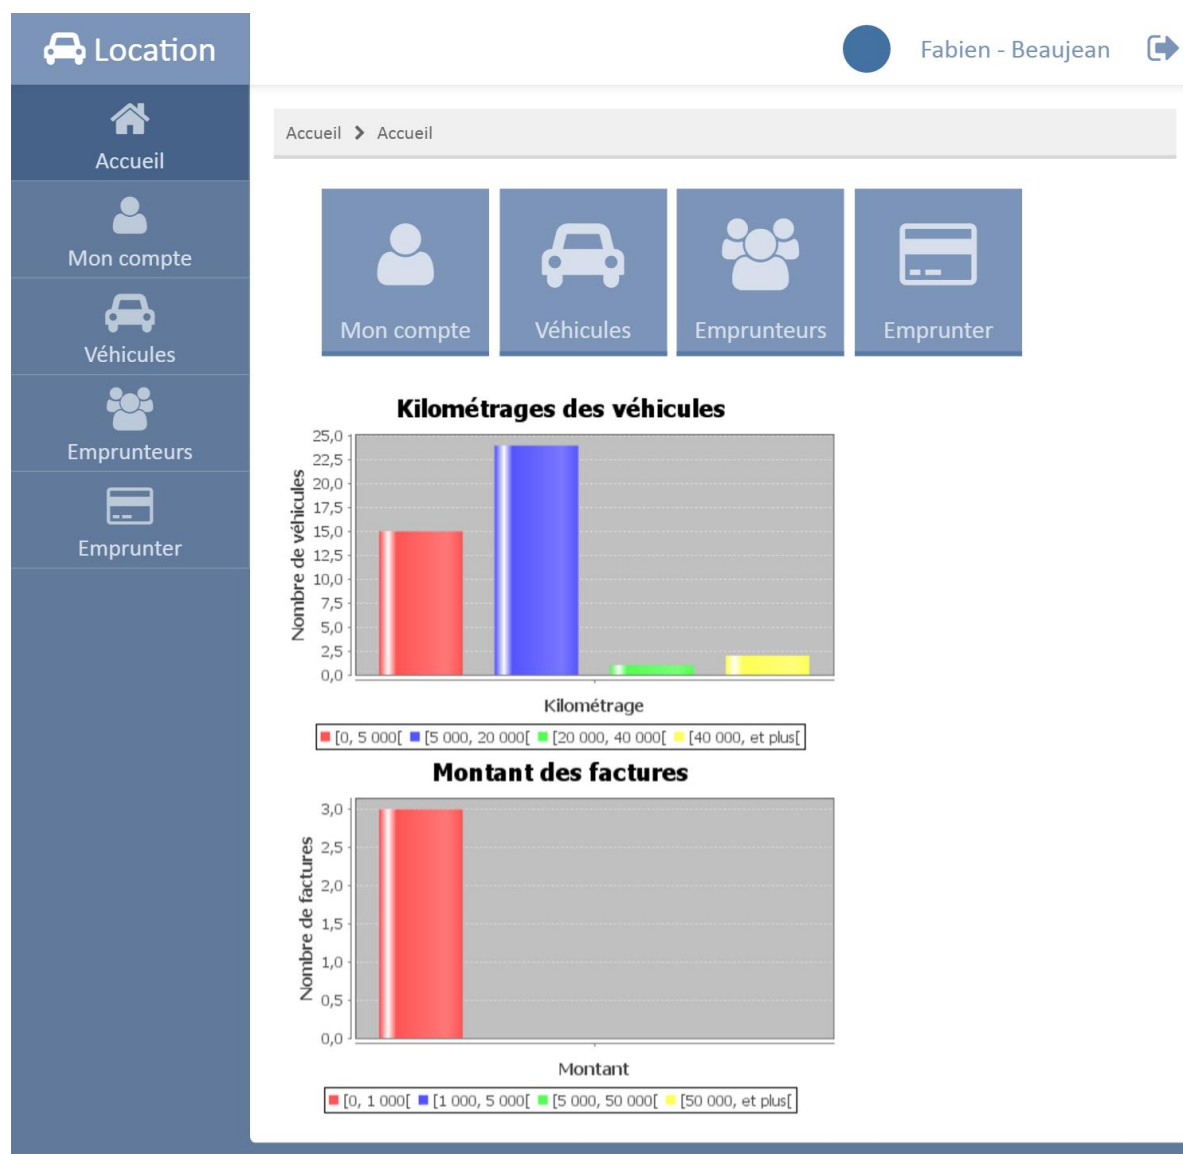 Location
Fabien - Beaujean
Accueil
Mon compte
Véhicules
Emprunteurs
Emprunter
Accueil Accueil
Mon compte Véhicules Emprunteurs Emprunter
Kilométrages des véhicules
Nombre de véhicules
25,0
22,5
20,0
17,5
15,0
12,5
10,0
7,5
5,0
2,5
0,0
Kilométrage
[0, 5 000[ [5 000, 20 000[ [20 000, 40 000[ [40 000, et plus[
Montant des factures
Nombre de factures
3,0
2,5
2,0
1,5
1,0
0,5
0,0
Montant
[0, 1 000[ [1 000, 5 000[ [5 000, 50 000[ [50 000, et plus[